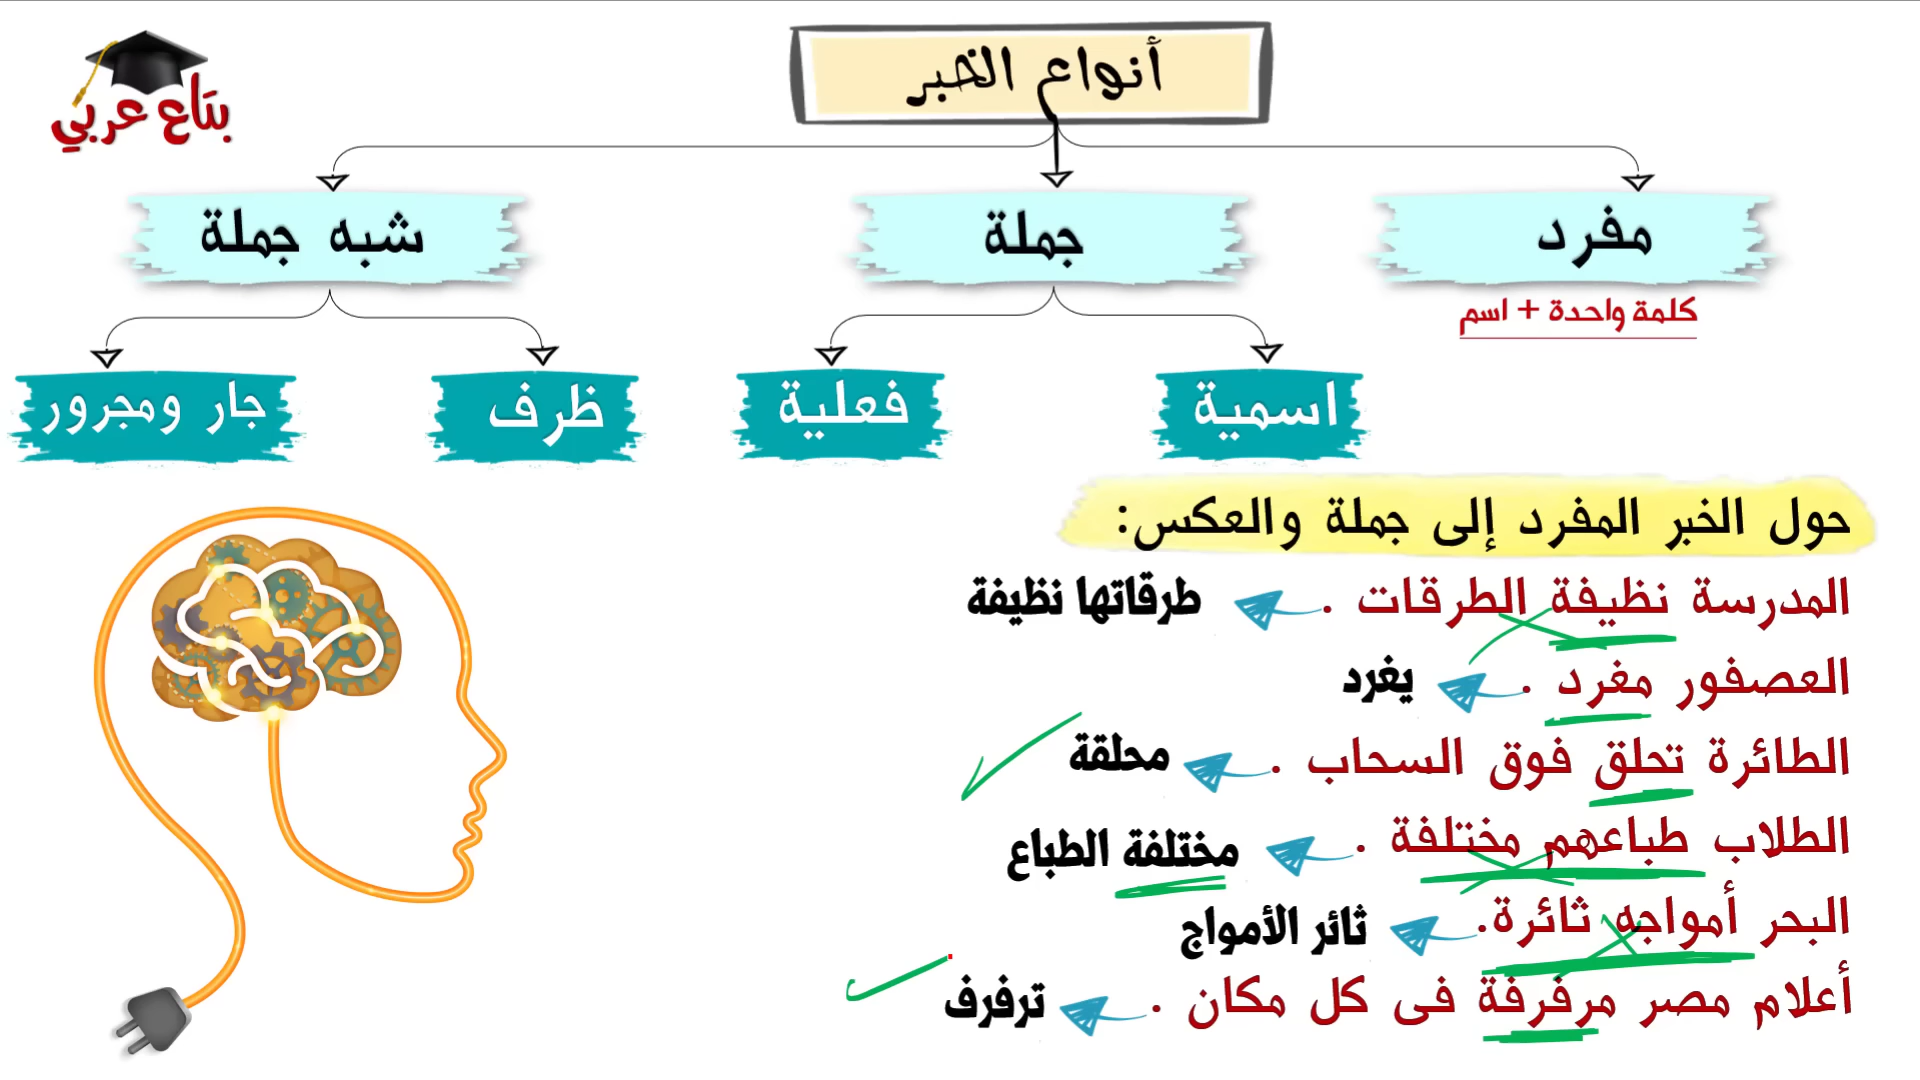 بتاع عربي
أنواع الخبر
مفرد
جملة
شبه جملة
كلمة واحدة + اسم
اسمية
فعلية
ظرف
جار ومجرور
حول الخبر المفرد إلى جملة والعكس:
المدرسة نظيفة الطرقات . طرقاتها نظيفة
العصفور مغرد . يغرد
الطائرة تحلق فوق السحاب . محلقة
الطلاب طباعهم مختلفة . مختلفة الطباع
البحر أمواجه ثائرة. ثائر الأمواج
أعلام مصر مرفرفة فى كل مكان . ترفرف